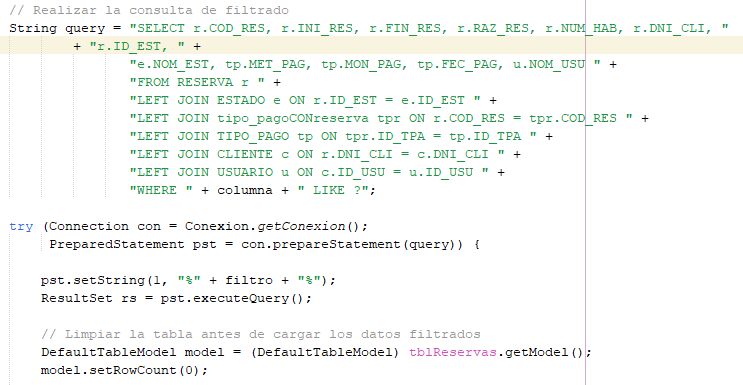 // Realizar la consulta de filtrado
String query = "SELECT r.COD_RES, r.INI_RES, r.FIN_RES, r.RAZ_RES, r.NUM_HAB, r.DNI_CLI, "
+ "r.ID_EST, " +
"e.NOM_EST, tp.MET_PAG, tp.MON_PAG, tp.FEC_PAG, u.NOM_USU " +
"FROM RESERVA r " +
"LEFT JOIN ESTADO e ON r.ID_EST = e.ID_EST " +
"LEFT JOIN tipo_pagoCONreserva tpr ON r.COD_RES = tpr.COD_RES " +
"LEFT JOIN TIPO_PAGO tp ON tpr.ID_TPA = tp.ID_TPA " +
"LEFT JOIN CLIENTE c ON r.DNI_CLI = c.DNI_CLI " +
"LEFT JOIN USUARIO u ON c.ID_USU = u.ID_USU " +
"WHERE " + columna + " LIKE ?";
try (Connection con = Conexion.getConexion();
PreparedStatement pst = con.prepareStatement(query)) {
pst.setString(1, "%" + filtro + "%");
ResultSet rs = pst.executeQuery();
// Limpiar la tabla antes de cargar los datos filtrados
DefaultTableModel model = (DefaultTableModel) tblReservas.getModel();
model.setRowCount(0);